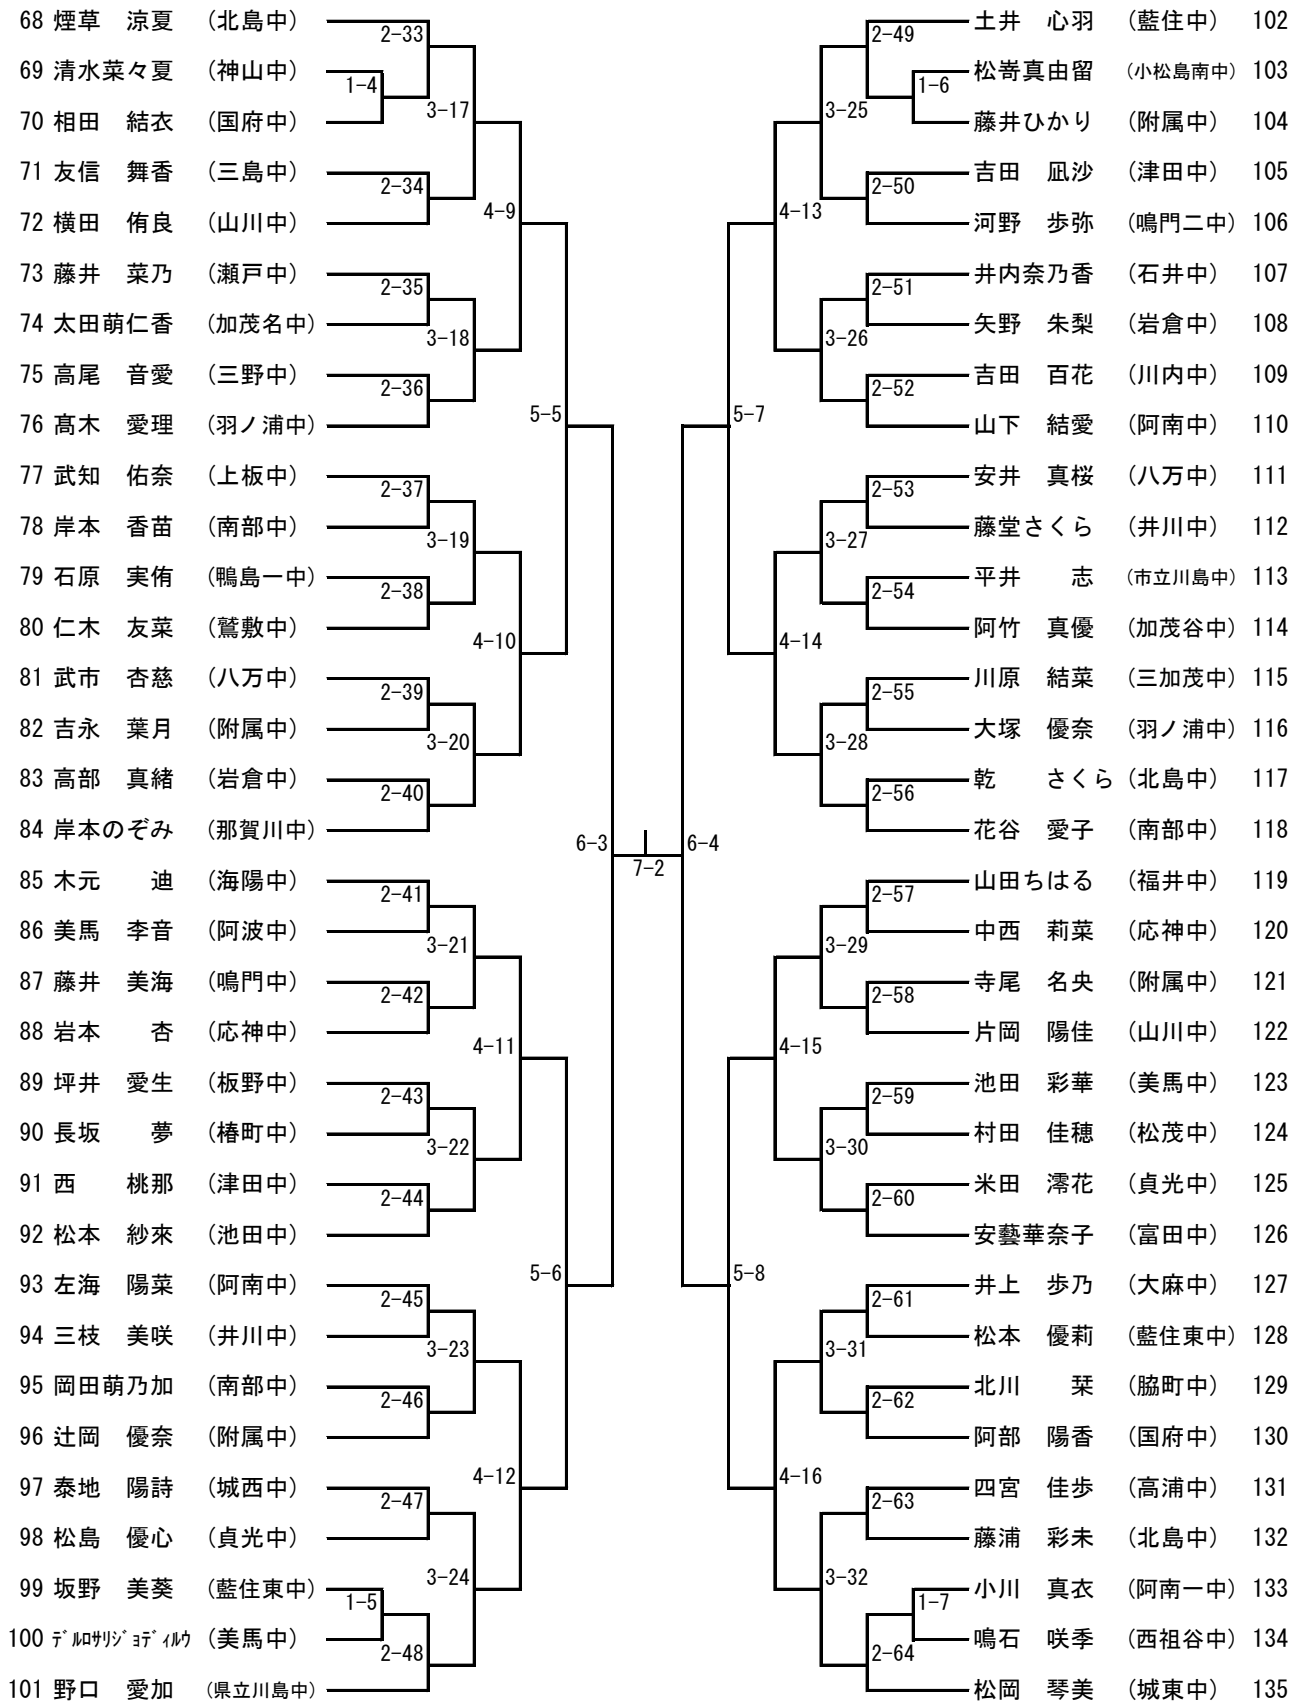 68 煙草　涼夏　(北島中)
69 清水菜々夏　(神山中)
70 相田　結衣　(国府中)
71 友信　舞香　(三島中)
72 横田　侑良　(山川中)
73 藤井　菜乃　(瀬戸中)
74 太田萌仁香　(加茂名中)
75 高尾　音愛　(三野中)
76 髙木　愛理　(羽ノ浦中)
77 武知　佑奈　(上板中)
78 岸本　香苗　(南部中)
79 石原　実侑　(鴨島一中)
80 仁木　友菜　(鷲敷中)
81 武市　杏慈　(八万中)
82 吉永　葉月　(附属中)
83 高部　真緒　(岩倉中)
84 岸本のぞみ　(那賀川中)
85 木元　　迪　(海陽中)
86 美馬　李音　(阿波中)
87 藤井　美海　(鳴門中)
88 岩本　　杏　(応神中)
89 坪井　愛生　(板野中)
90 長坂　　夢　(椿町中)
91 西　　桃那　(津田中)
92 松本　紗來　(池田中)
93 左海　陽菜　(阿南中)
94 三枝　美咲　(井川中)
95 岡田萌乃加　(南部中)
96 辻岡　優奈　(附属中)
97 泰地　陽詩　(城西中)
98 松島　優心　(貞光中)
99 坂野　美葵　(藍住東中)
100 ﾃﾞﾙﾛｻﾘｼﾞｮﾃﾞｨﾙｳ (美馬中)
101 野口　愛加　(県立川島中)
1-4
1-5
2-33
2-34
2-35
2-36
2-37
2-38
2-39
2-40
2-41
2-42
2-43
2-44
2-45
2-46
2-47
2-48
3-17
3-18
3-19
3-20
3-21
3-22
3-23
3-24
4-9
4-10
4-11
4-12
5-5
5-6
6-3
7-2
6-4
5-7
5-8
4-13
4-14
4-15
4-16
3-25
3-26
3-27
3-28
3-29
3-30
3-31
3-32
2-49
2-50
2-51
2-52
2-53
2-54
2-55
2-56
2-57
2-58
2-59
2-60
2-61
2-62
2-63
2-64
1-6
1-7
土井　心羽　(藍住中)　102
松嵜真由留　(小松島南中)　103
藤井ひかり　(附属中)　104
吉田　凪沙　(津田中)　105
河野　歩弥　(鳴門二中)　106
井内奈乃香　(石井中)　107
矢野　朱梨　(岩倉中)　108
吉田　百花　(川内中)　109
山下　結愛　(阿南中)　110
安井　真桜　(八万中)　111
藤堂さくら　(井川中)　112
平井　　志　(市立川島中)　113
阿竹　真優　(加茂谷中)　114
川原　結菜　(三加茂中)　115
大塚　優奈　(羽ノ浦中)　116
乾　　さくら (北島中)　117
花谷　愛子　(南部中)　118
山田ちはる　(福井中)　119
中西　莉菜　(応神中)　120
寺尾　名央　(附属中)　121
片岡　陽佳　(山川中)　122
池田　彩華　(美馬中)　123
村田　佳穂　(松茂中)　124
米田　澪花　(貞光中)　125
安藝華奈子　(富田中)　126
井上　歩乃　(大麻中)　127
松本　優莉　(藍住東中)　128
北川　　栞　(脇町中)　129
阿部　陽香　(国府中)　130
四宮　佳歩　(高浦中)　131
藤浦　彩未　(北島中)　132
小川　真衣　(阿南一中)　133
鳴石　咲季　(西祖谷中)　134
松岡　琴美　(城東中)　135